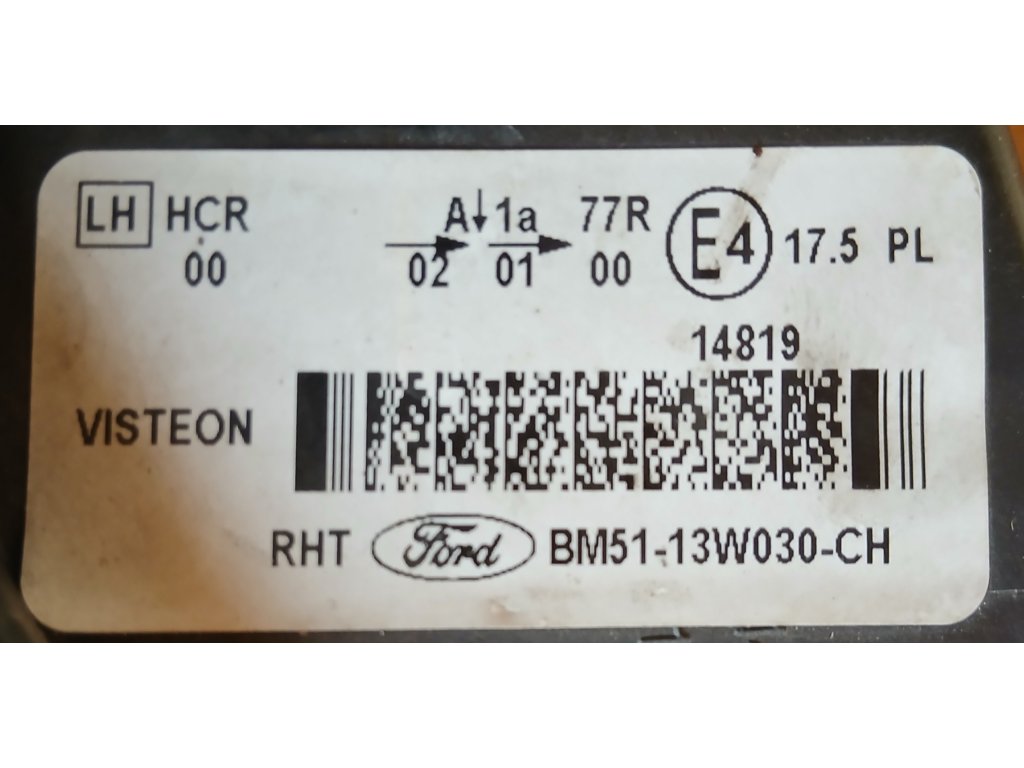 LH HCR A↓ 1a 77R E4 17.5 PL
00 → 02 → 01 00
14819
VISTEON
RHT Ford BM51-13W030-CH